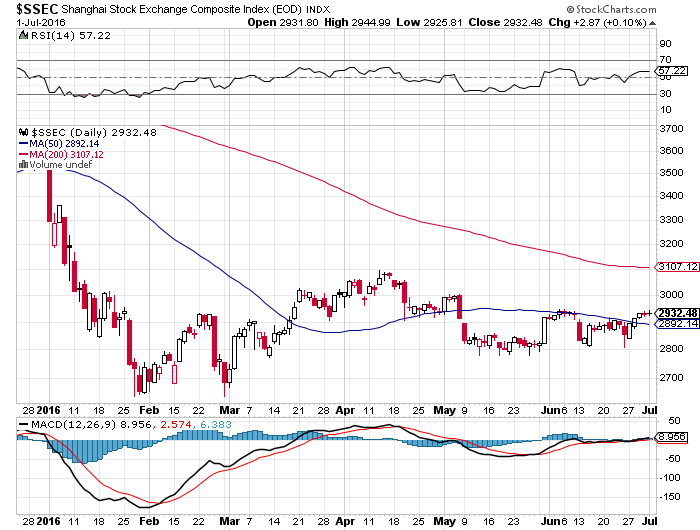 $SSEC Shanghai Stock Exchange Composite Index (EOD) INDX © StockCharts.com
1-Jul-2016 Open 2931.80 High 2944.99 Low 2925.81 Close 2932.48 Chg +2.87 (+0.10%)
RSI(14) 57.22
90
70
57.22
50
30
10
$SSEC (Daily) 2932.48
MA(50) 2892.14
MA(200) 3107.12
Volume undef
3700
3600
3500
3400
3300
3200
3107.12
3000
2932.48
2892.14
2800
2700
28 2016 11 19 25 Feb 8 16 22 Mar 7 14 21 28 Apr 11 18 25 May 9 16 23 Jun 6 13 20 27 Jul
MACD(12,26,9) 8.956, 2.574, 6.383
50
8.956
-50
-100
-150
28 2016 11 19 25 Feb 8 16 22 Mar 7 14 21 28 Apr 11 18 25 May 9 16 23 Jun 6 13 20 27 Jul